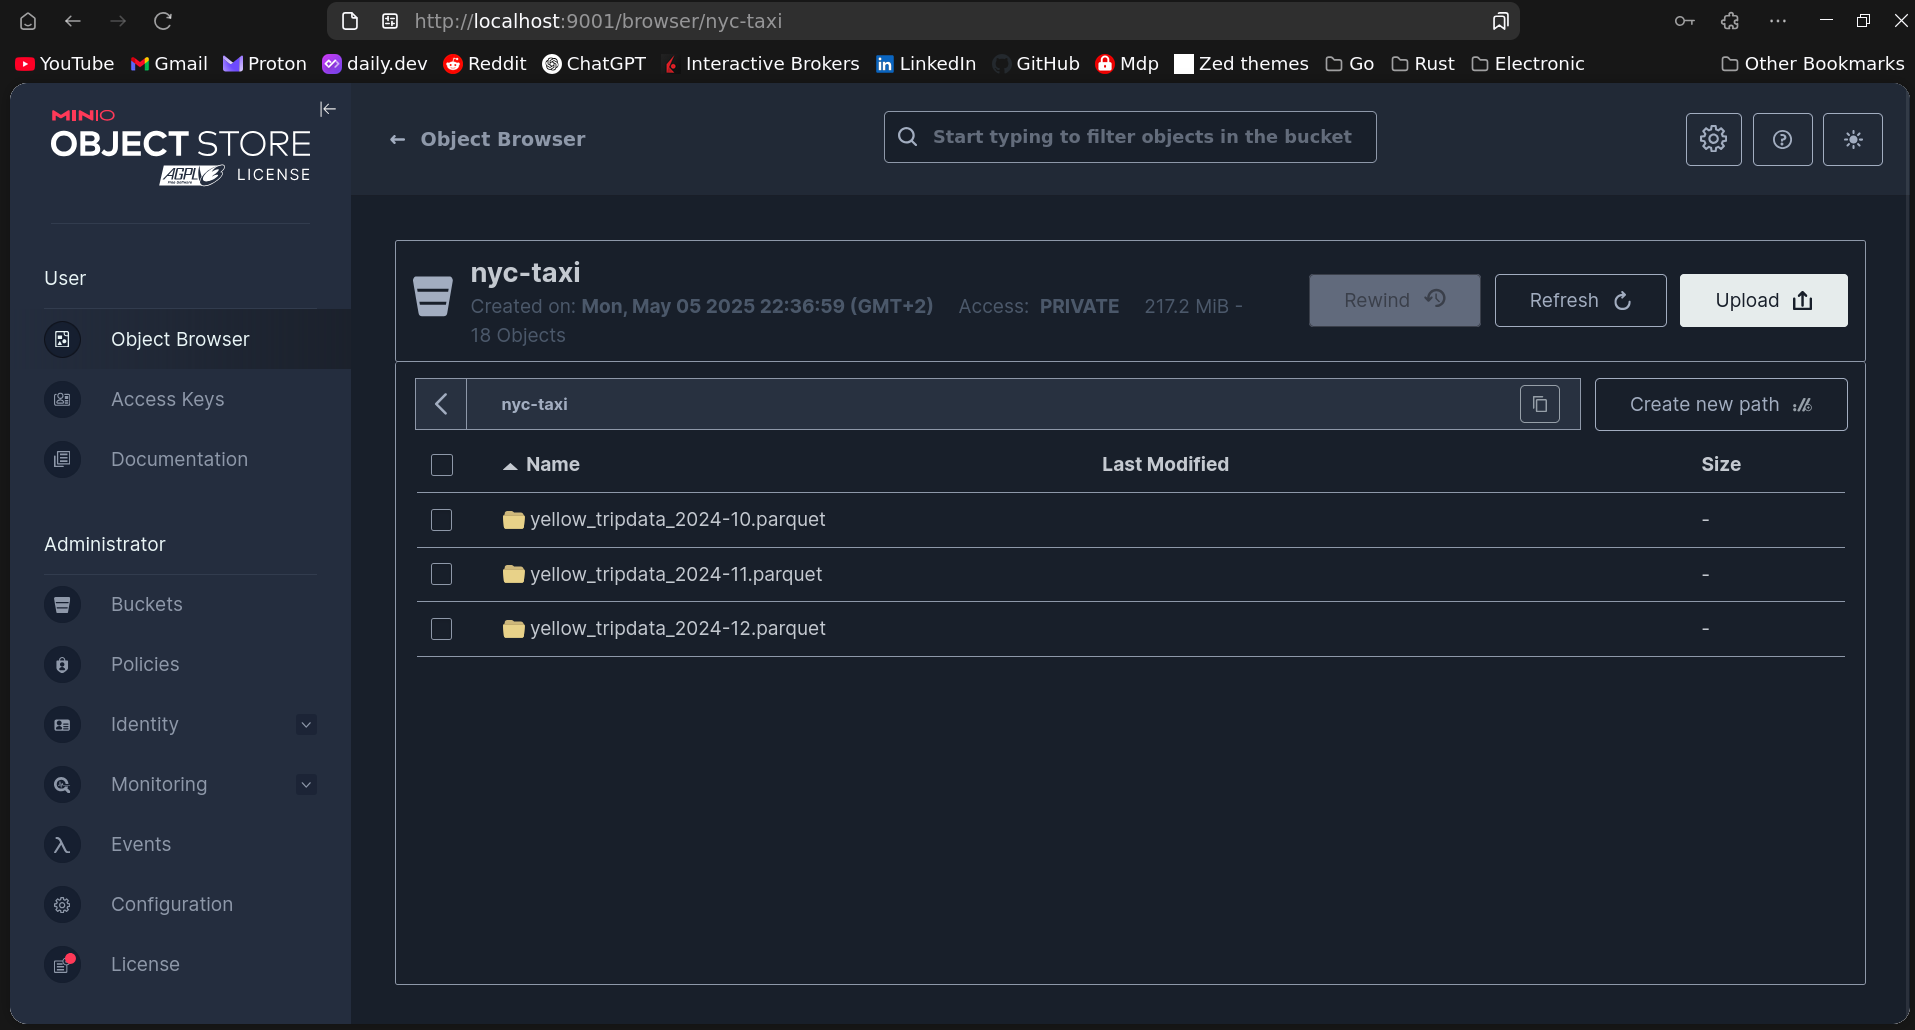 http://localhost:9001/browser/nyc-taxi
YouTube Gmail Proton daily.dev Reddit ChatGPT Interactive Brokers LinkedIn GitHub Mdp Zed themes Go Rust Electronic Other Bookmarks
MINIO
OBJECT STORE
AGPLv3 LICENSE
Free Software
Object Browser
Start typing to filter objects in the bucket
User
Object Browser
Access Keys
Documentation
Administrator
Buckets
Policies
Identity
Monitoring
Events
Configuration
License
nyc-taxi
Created on: Mon, May 05 2025 22:36:59 (GMT+2) Access: PRIVATE 217.2 MiB -
18 Objects
Rewind Refresh Upload
nyc-taxi
Create new path
Name Last Modified Size
yellow_tripdata_2024-10.parquet -
yellow_tripdata_2024-11.parquet -
yellow_tripdata_2024-12.parquet -